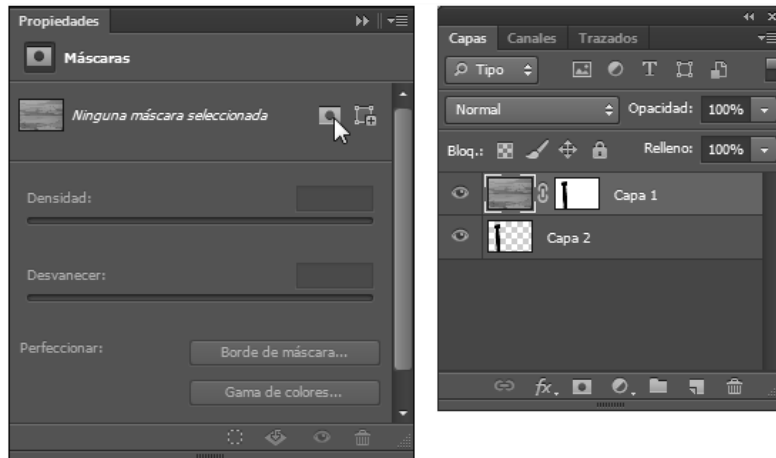 Propiedades
Máscaras
Ninguna máscara seleccionada
Densidad:
Desvanecer:
Perfeccionar:
Borde de máscara...
Gama de colores...
Capas Canales Trazados
Tipo T
Normal Opacidad: 100%
Bloq.: Relleno: 100%
Capa 1
Capa 2
fx.